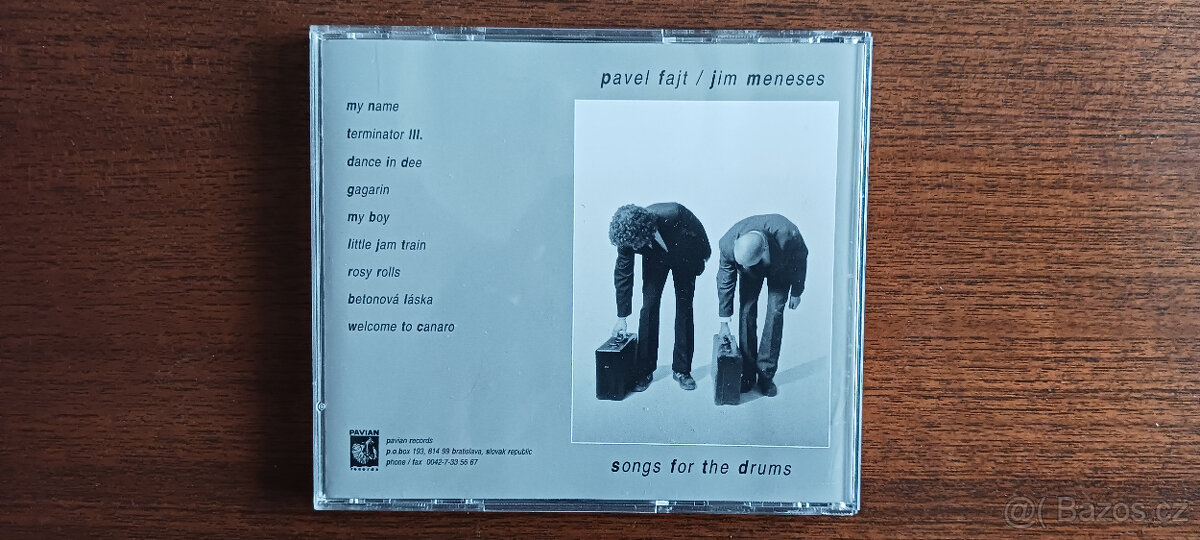 pavel fajt / jim meneses
my name
terminator III.
dance in dee
gagarin
my boy
little jam train
rosy rolls
betonová láska
welcome to canaro
PAVIAN
records
pavian records
p.o.box 193, 814 99 bratislava, slovak republic
phone / fax 0042-7-33 56 67
songs for the drums
@( Bazos.cz